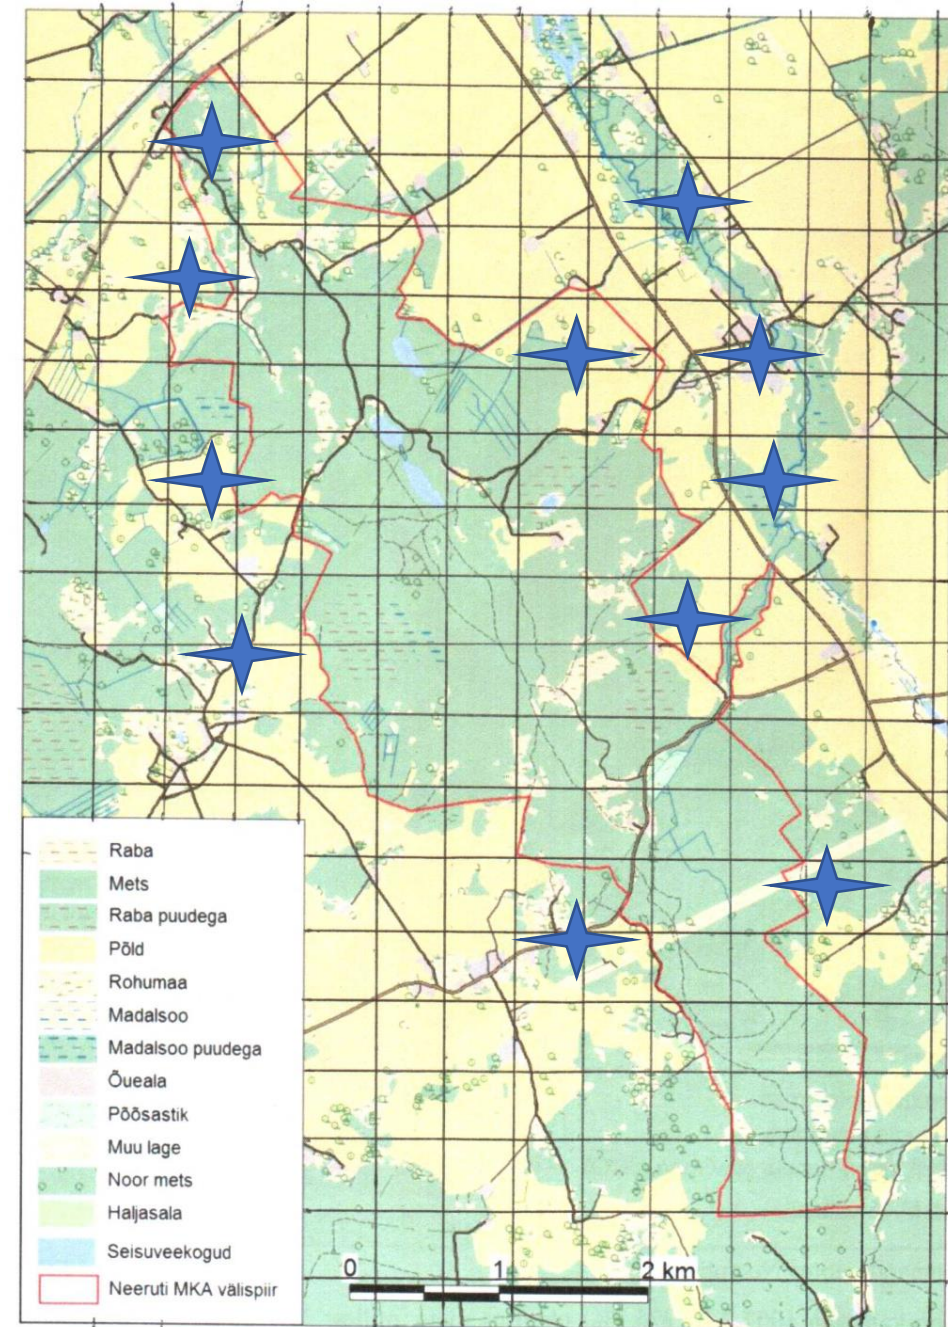 Raba
Mets
Raba puudega
Põld
Rohumaa
Madalsoo
Madalsoo puudega
Õueala
Põõsastik
Muu lage
Noor mets
Haljasala
Seisuveekogud
Neeruti MKA välispiir
0 1 2 km